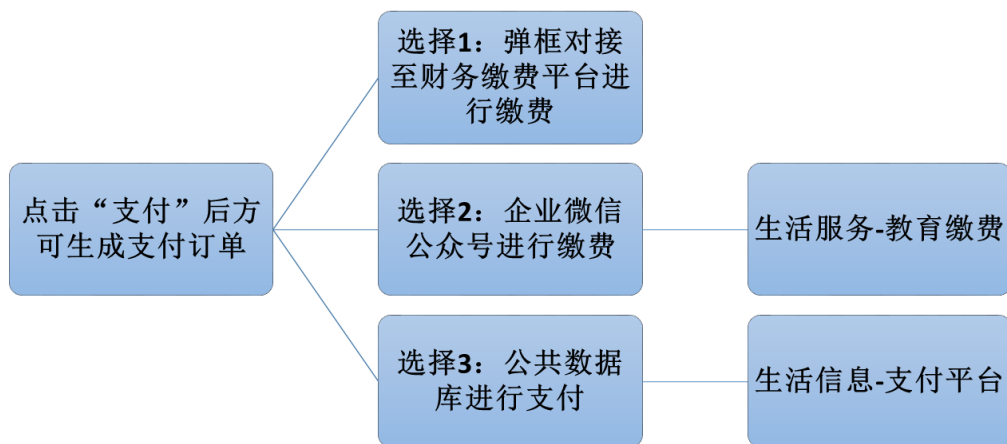 点击“支付”后方
可生成支付订单
选择1：弹框对接
至财务缴费平台进
行缴费
选择2：企业微信
公众号进行缴费
生活服务-教育缴费
选择3：公共数据
库进行支付
生活信息-支付平台